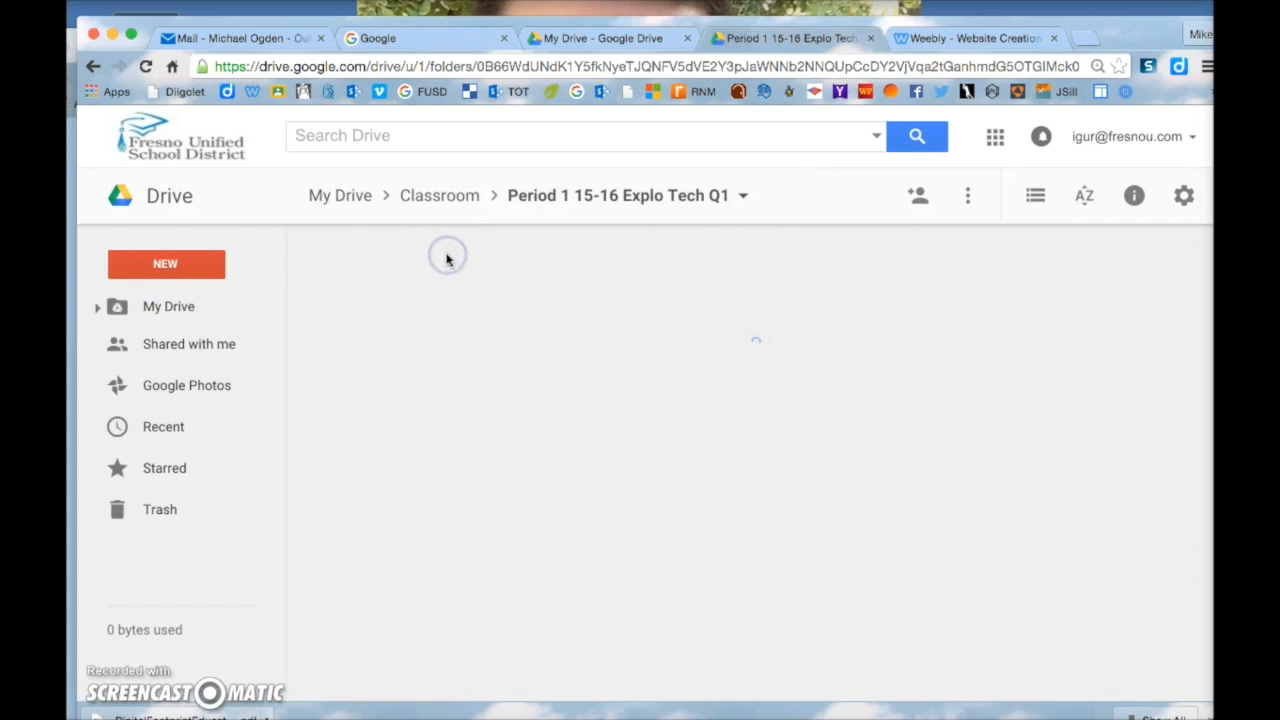 Mail - Michael Ogden - Ou
Google
My Drive - Google Drive
Period 1 15-16 Explo Tech
Weebly - Website Creation
Mike
https://drive.google.com/drive/u/1/folders/
Apps
Diigolet
FUSD
TOT
RNM
JSill
Fresno Unified
School District
Search Drive
igur@fresnou.com
Drive
My Drive > Classroom > Period 1 15-16 Explo Tech Q1
NEW
My Drive
Shared with me
Google Photos
Recent
Starred
Trash
0 bytes used
Recorded with
SCREENCAST MATIC
Show All